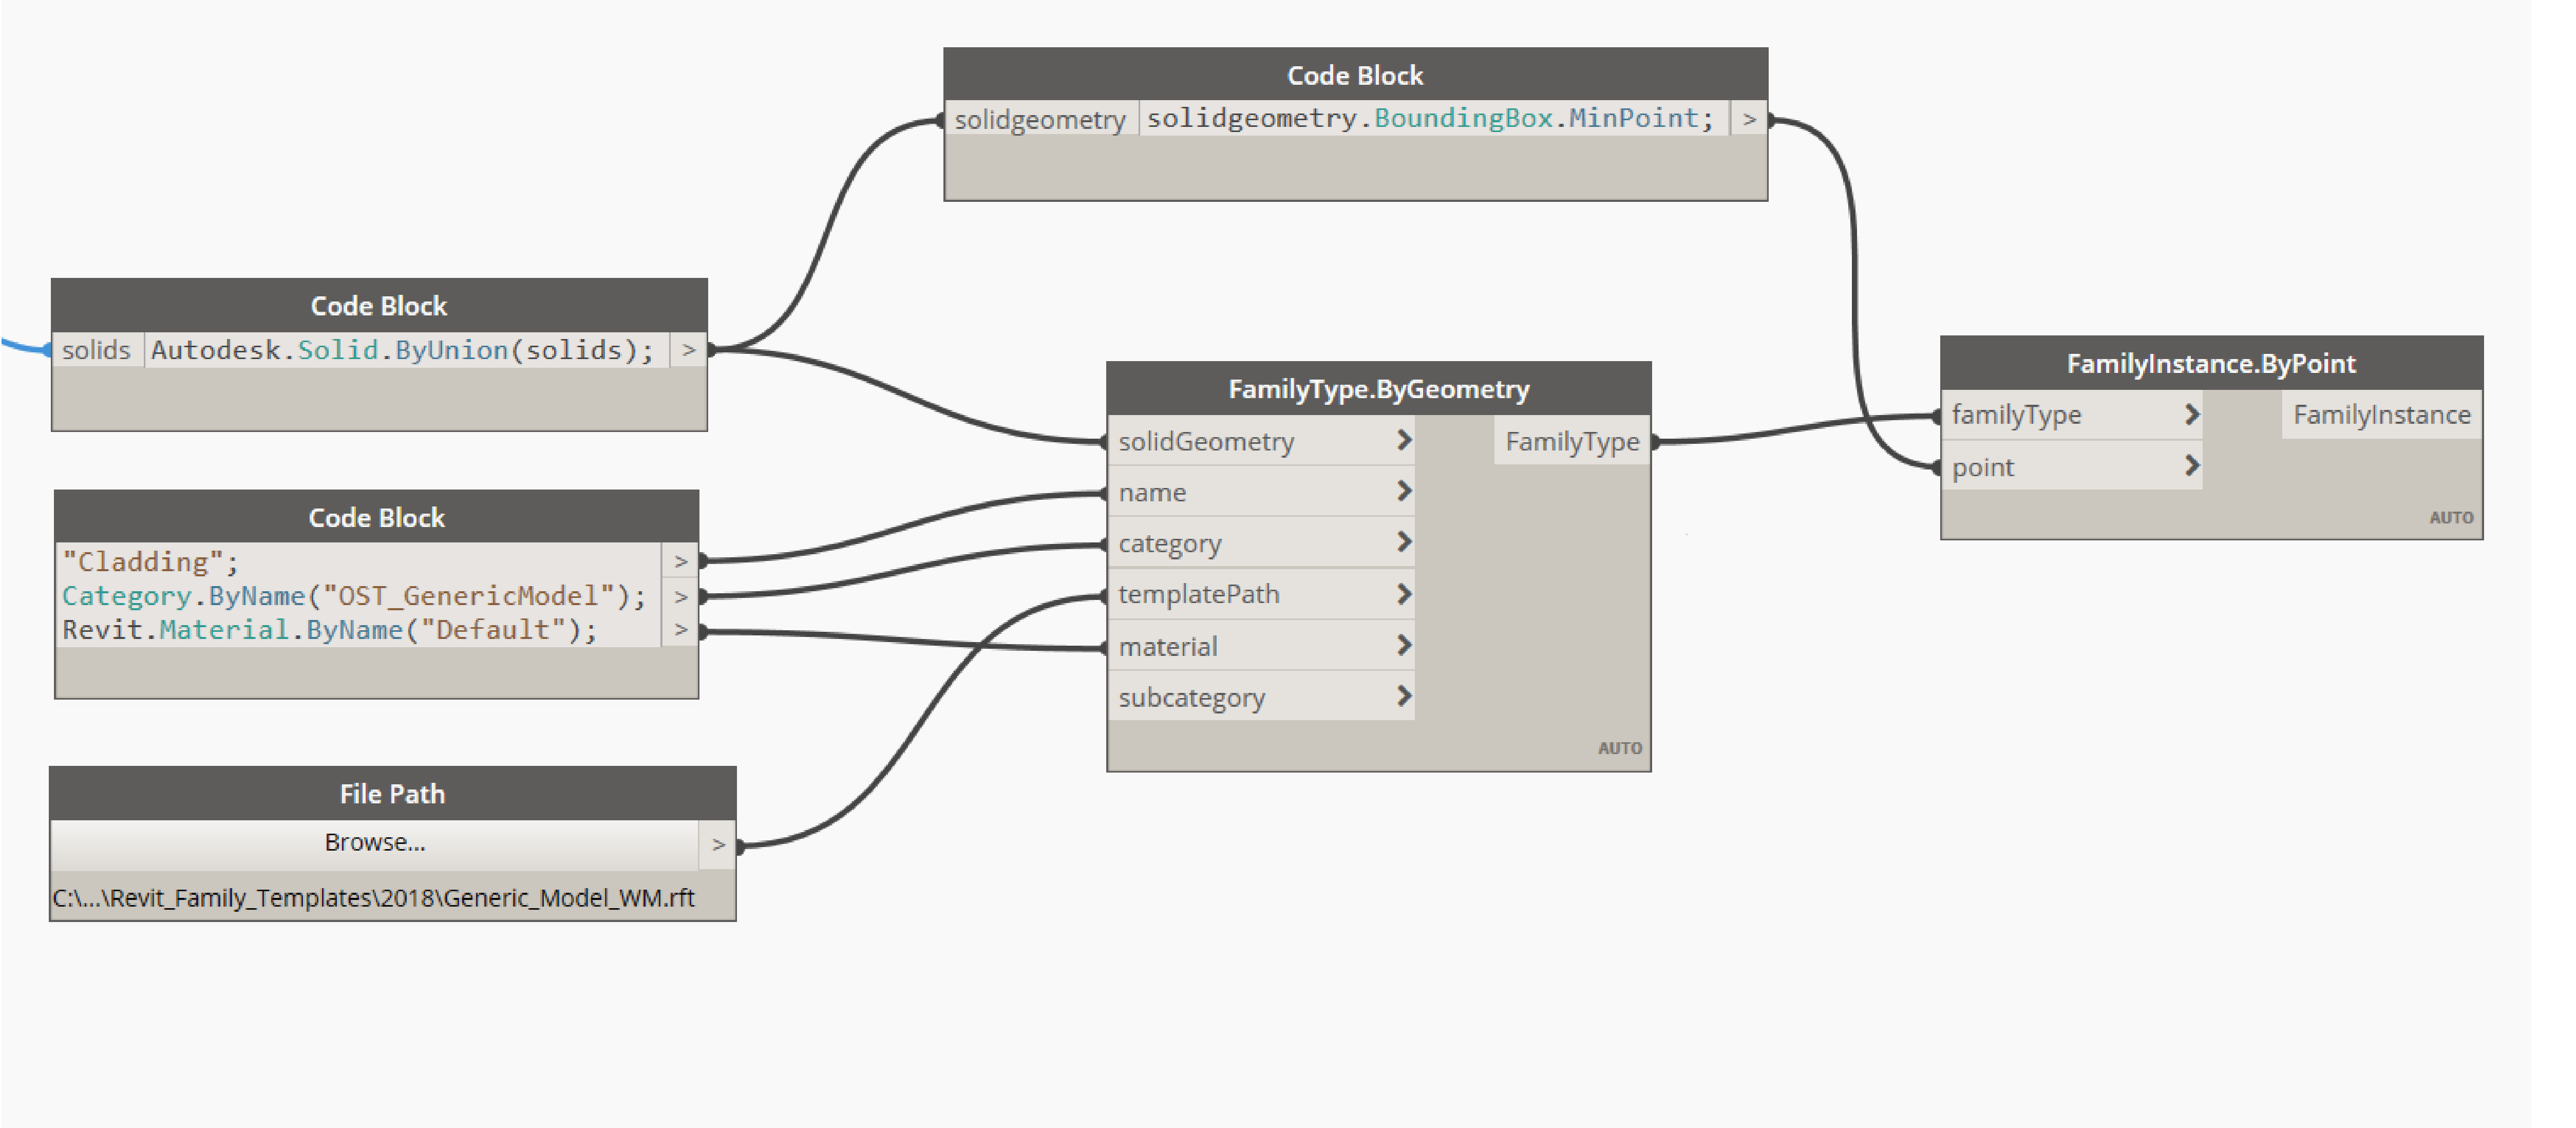 Code Block
solidgeometry solidgeometry.BoundingBox.MinPoint; >
Code Block
solids Autodesk.Solid.ByUnion(solids); >
FamilyType.ByGeometry
solidGeometry > FamilyType
name >
category >
templatePath >
material >
subcategory >
AUTO
FamilyInstance.ByPoint
familyType > FamilyInstance
point >
AUTO
Code Block
"Cladding"; >
Category.ByName("OST_GenericModel"); >
Revit.Material.ByName("Default"); >
File Path
Browse... >
C:\...\Revit_Family_Templates\2018\Generic_Model_WM.rft